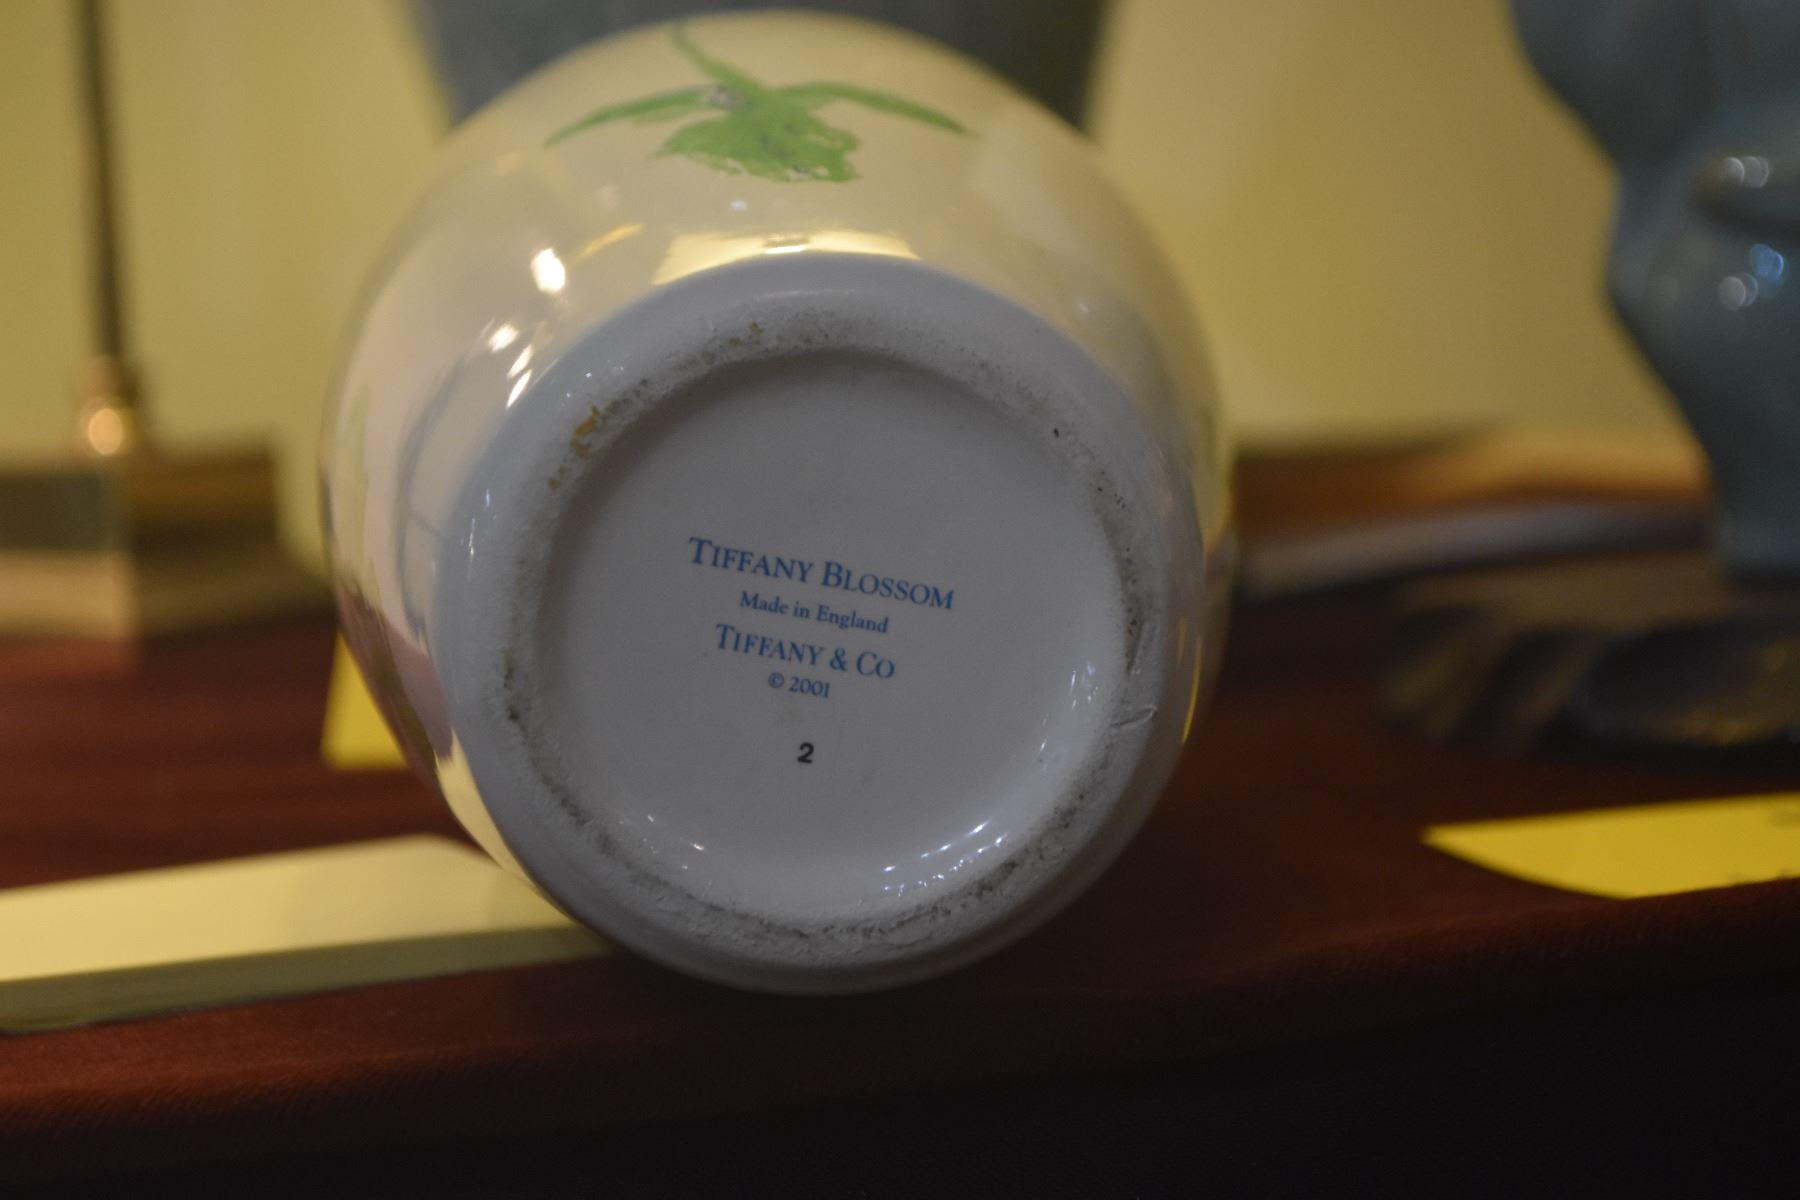 TIFFANY BLOSSOM
Made in England
TIFFANY & CO
© 2001
2